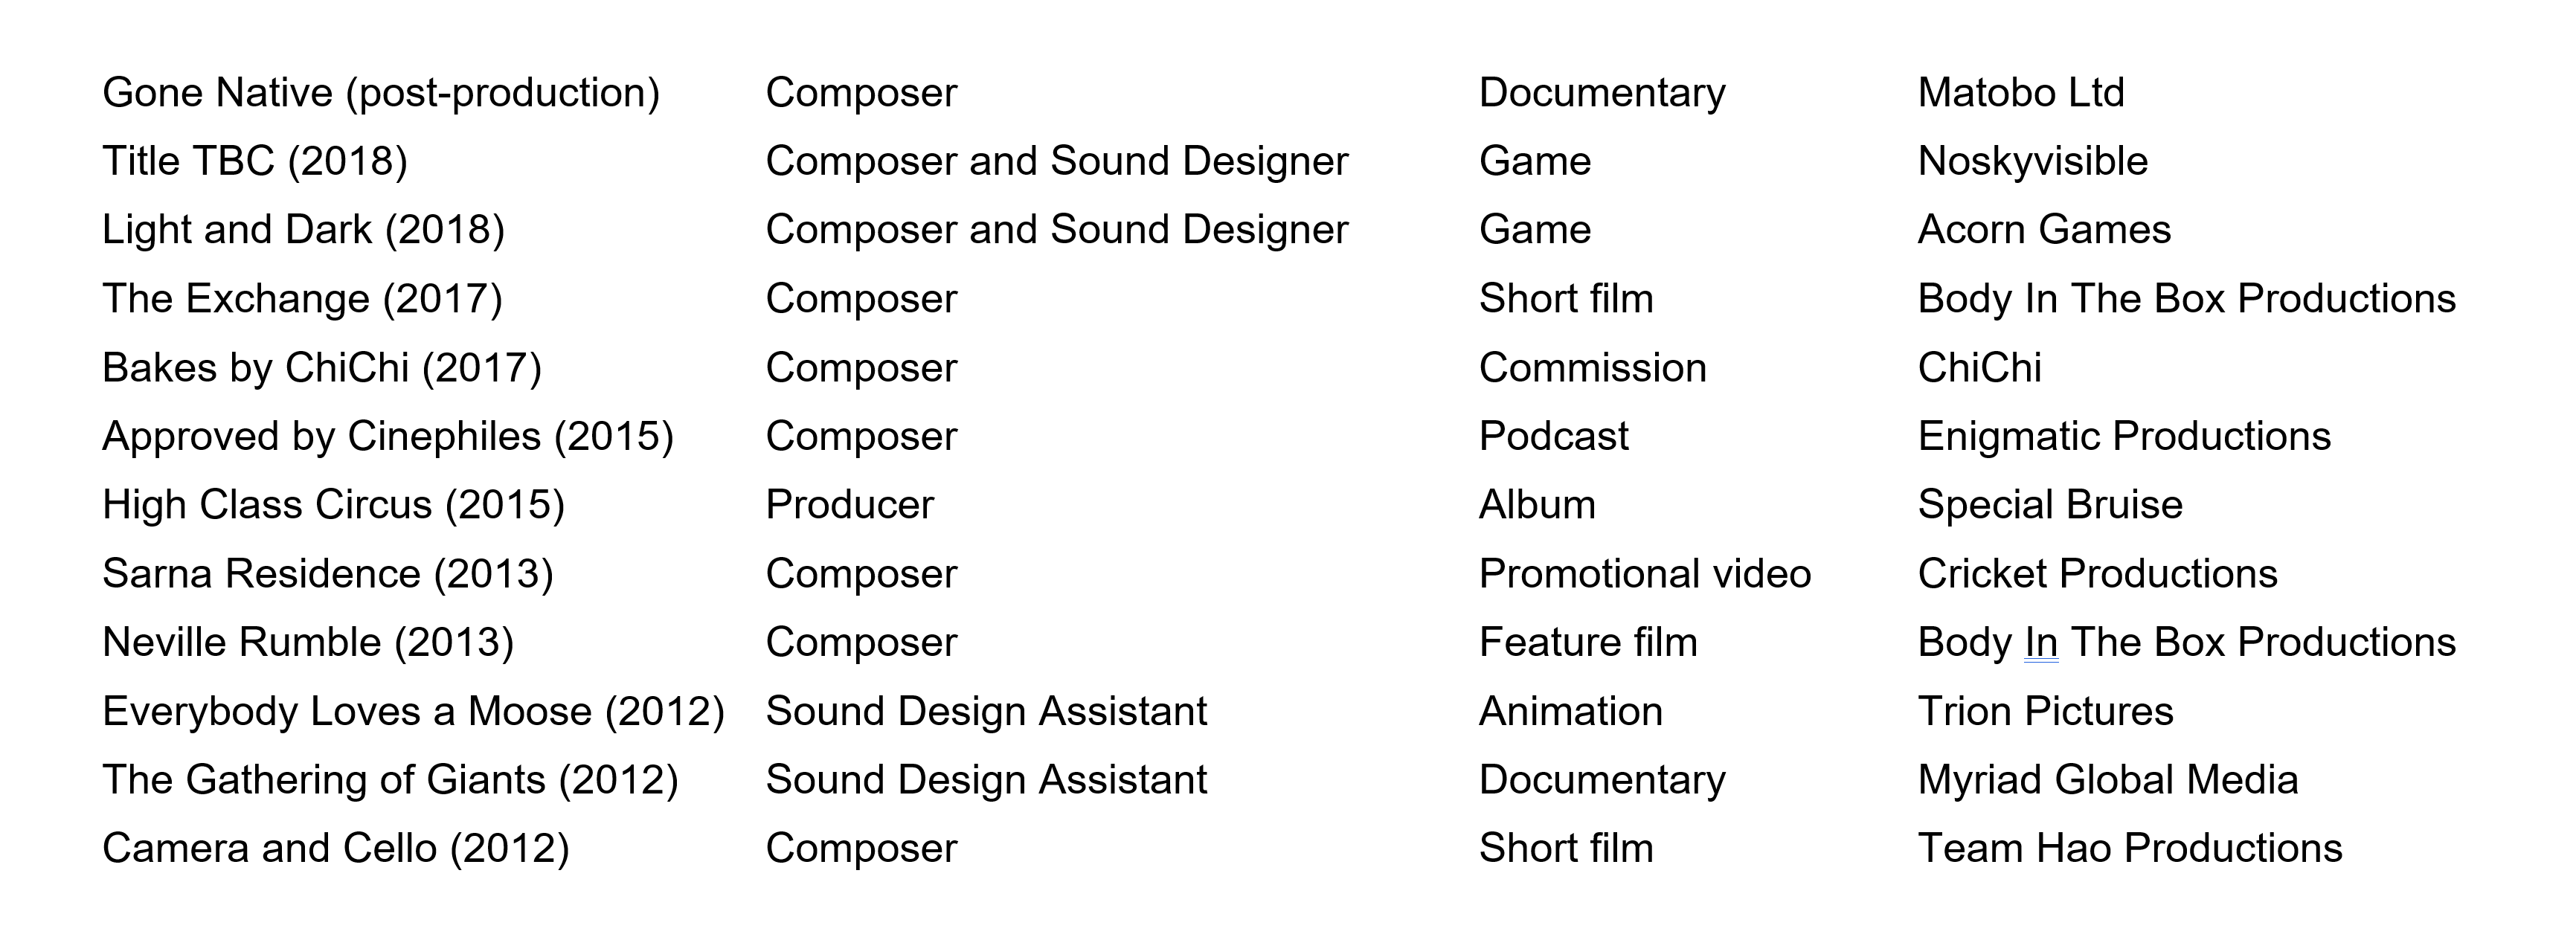 Gone Native (post-production) Composer Documentary Matobo Ltd
Title TBC (2018) Composer and Sound Designer Game Noskyvisible
Light and Dark (2018) Composer and Sound Designer Game Acorn Games
The Exchange (2017) Composer Short film Body In The Box Productions
Bakes by ChiChi (2017) Composer Commission ChiChi
Approved by Cinephiles (2015) Composer Podcast Enigmatic Productions
High Class Circus (2015) Producer Album Special Bruise
Sarna Residence (2013) Composer Promotional video Cricket Productions
Neville Rumble (2013) Composer Feature film Body In The Box Productions
Everybody Loves a Moose (2012) Sound Design Assistant Animation Trion Pictures
The Gathering of Giants (2012) Sound Design Assistant Documentary Myriad Global Media
Camera and Cello (2012) Composer Short film Team Hao Productions